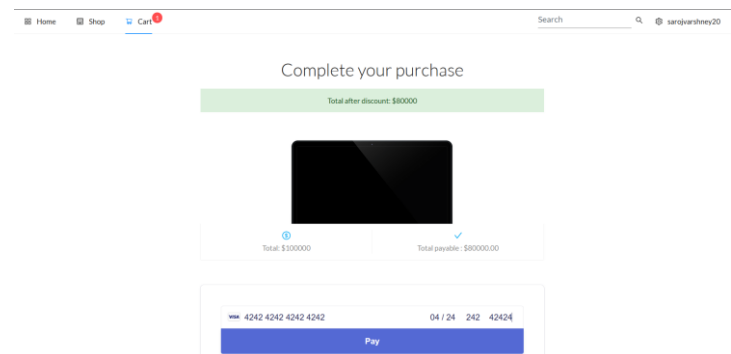 Home Shop Cart 1 Search sarojvarshney20
Complete your purchase
Total after discount: $80000
Total: $100000 Total payable : $80000.00
VISA 4242 4242 4242 4242 04 / 24 242 42424
Pay